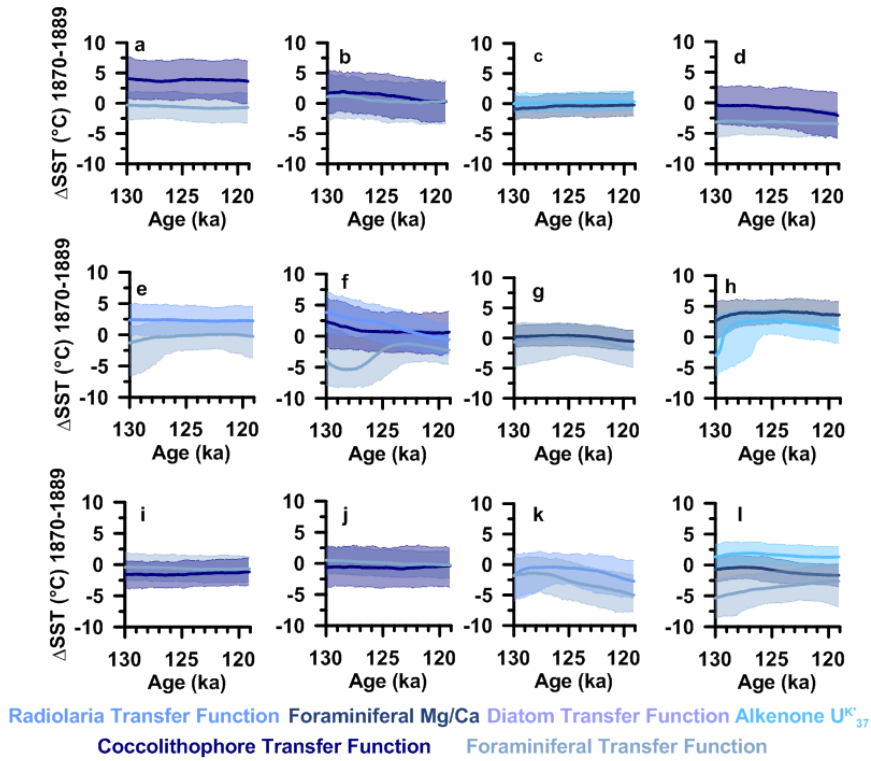 ΔSST (°C) 1870-1889
a b c d
10 10 10 10
5 5 5 5
0 0 0 0
-5 -5 -5 -5
-10 -10 -10 -10
130 125 120 130 125 120 130 125 120 130 125 120
Age (ka) Age (ka) Age (ka) Age (ka)
ΔSST (°C) 1870-1889
e f g h
10 10 10 10
5 5 5 5
0 0 0 0
-5 -5 -5 -5
-10 -10 -10 -10
130 125 120 130 125 120 130 125 120 130 125 120
Age (ka) Age (ka) Age (ka) Age (ka)
ΔSST (°C) 1870-1889
i j k l
10 10 10 10
5 5 5 5
0 0 0 0
-5 -5 -5 -5
-10 -10 -10 -10
130 125 120 130 125 120 130 125 120 130 125 120
Age (ka) Age (ka) Age (ka) Age (ka)
Radiolaria Transfer Function Foraminiferal Mg/Ca Diatom Transfer Function Alkenone U^K'_37
Coccolithophore Transfer Function Foraminiferal Transfer Function